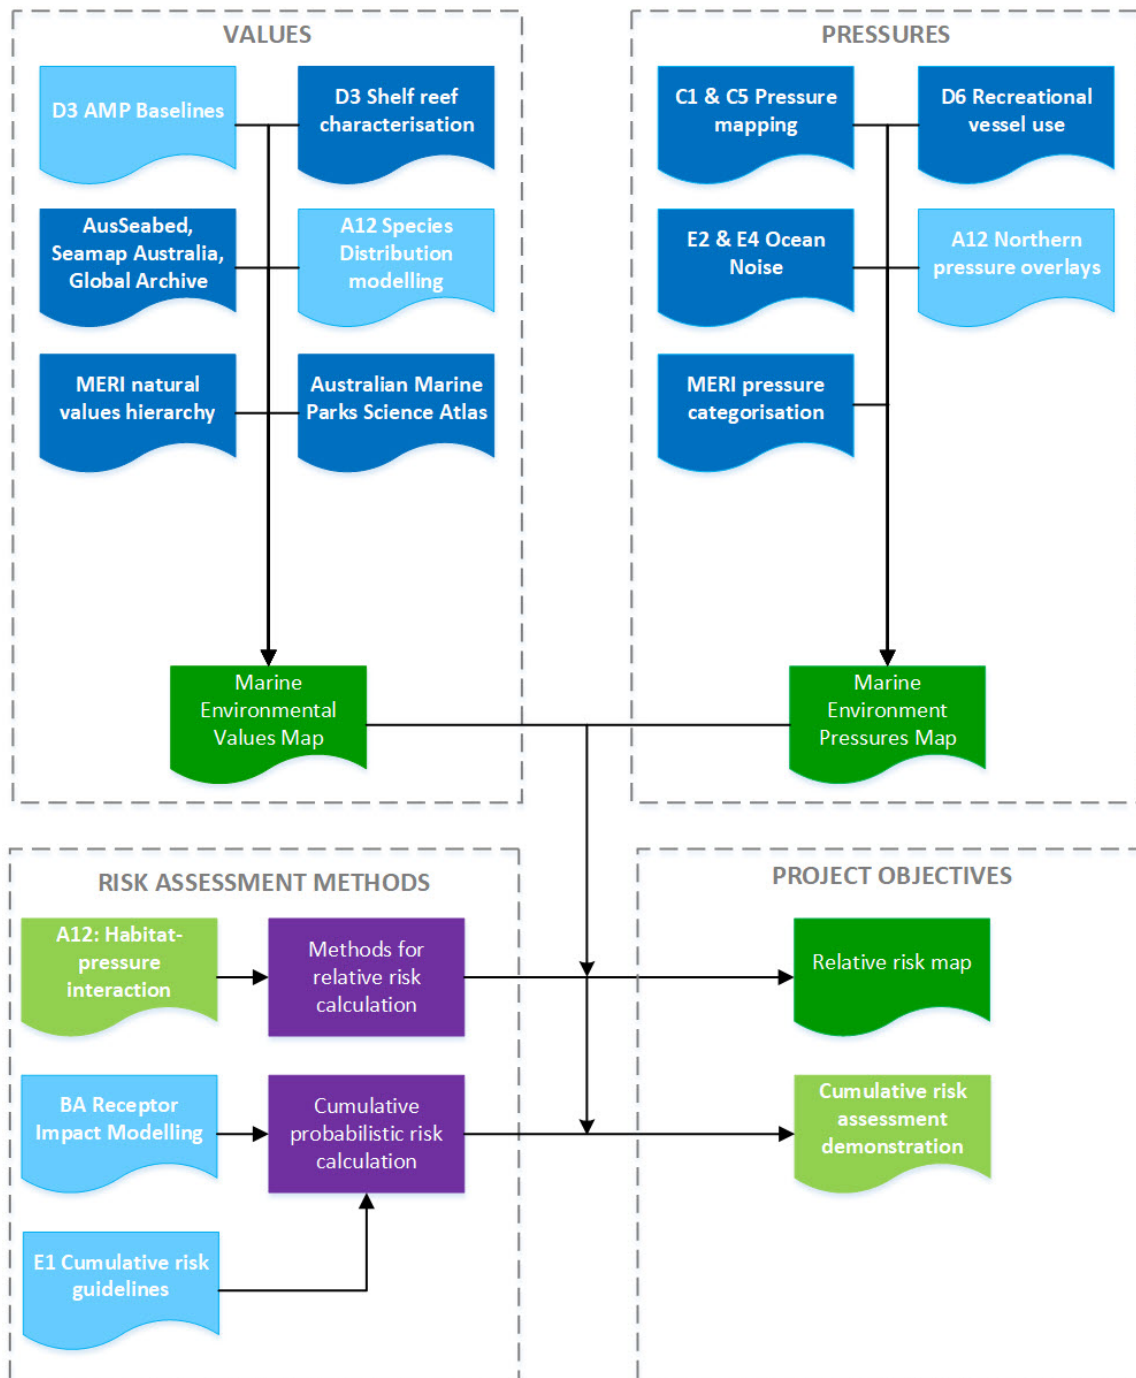 VALUES
D3 AMP Baselines
D3 Shelf reef
characterisation
AusSeabed,
Seamap Australia,
Global Archive
A12 Species
Distribution
modelling
MERI natural
values hierarchy
Australian Marine
Parks Science Atlas
Marine
Environmental
Values Map
PRESSURES
C1 & C5 Pressure
mapping
D6 Recreational
vessel use
E2 & E4 Ocean
Noise
A12 Northern
pressure overlays
MERI pressure
categorisation
Marine
Environment
Pressures Map
RISK ASSESSMENT METHODS
A12: Habitat-
pressure
interaction
Methods for
relative risk
calculation
BA Receptor
Impact Modelling
Cumulative
probabilistic risk
calculation
E1 Cumulative risk
guidelines
PROJECT OBJECTIVES
Relative risk map
Cumulative risk
assessment
demonstration